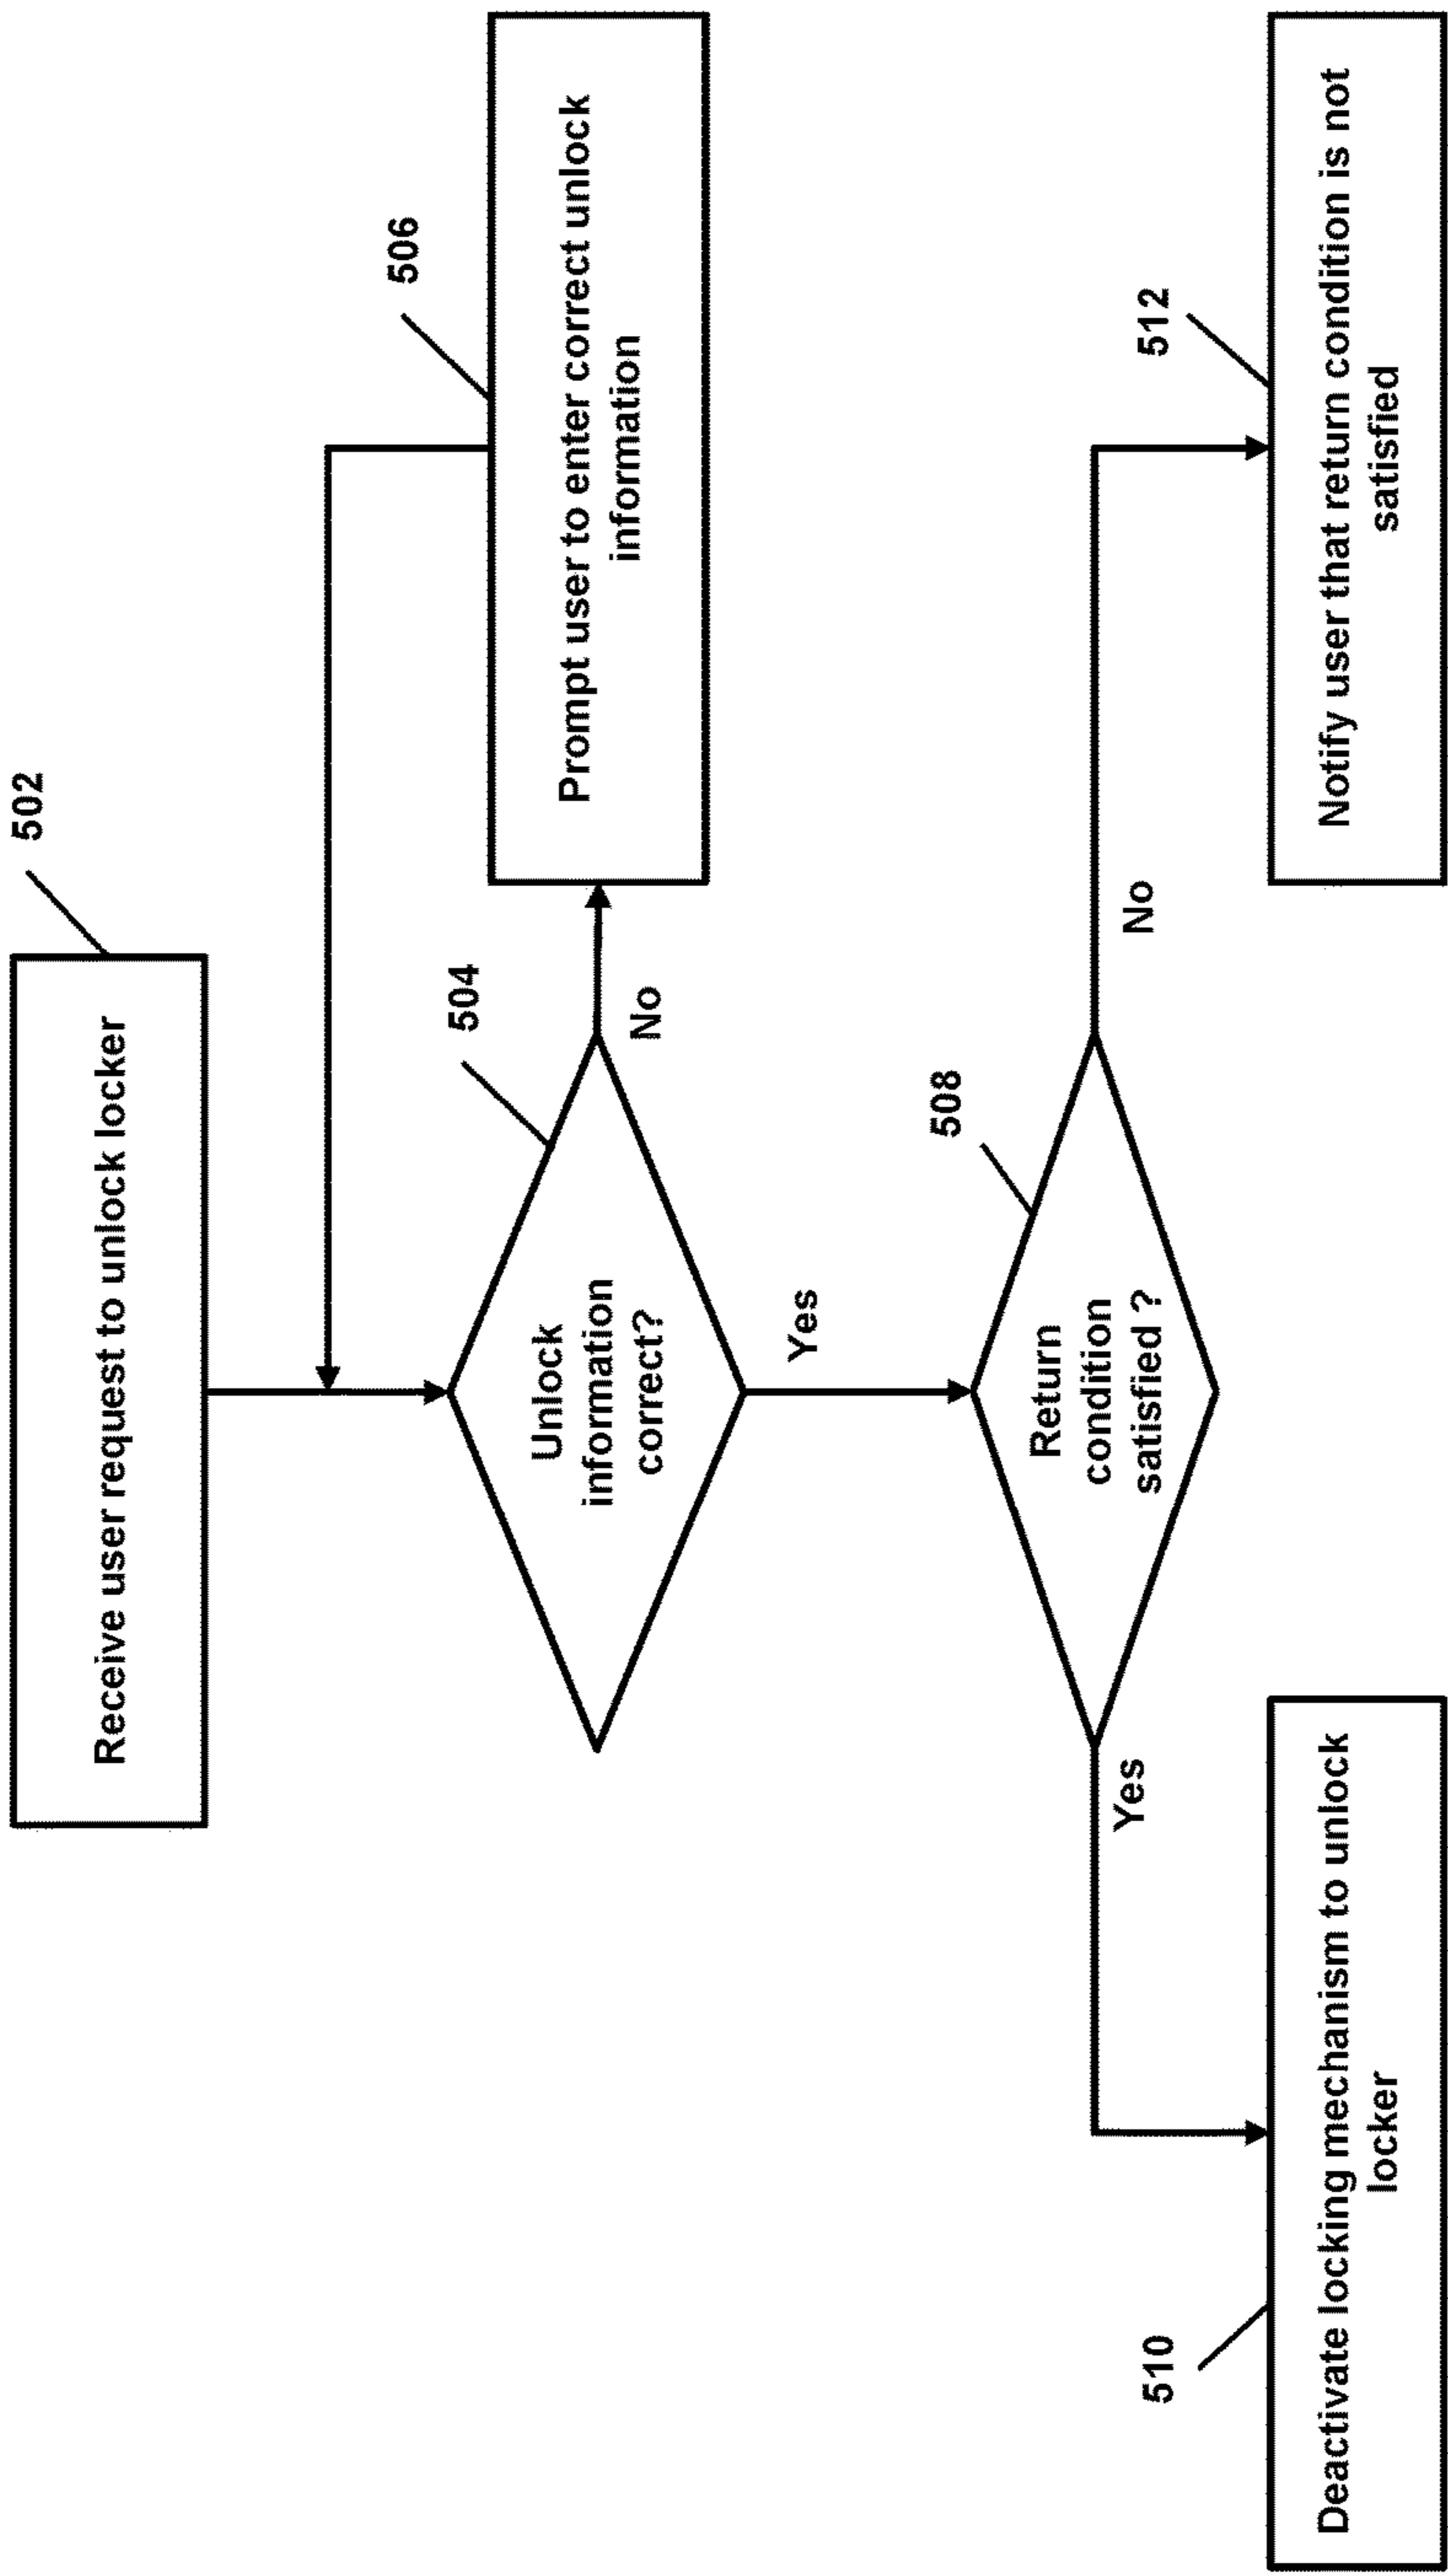 502
Receive user request to unlock locker
504
Unlock
information
correct?
No
506
Prompt user to enter correct unlock
information
Yes
508
Return
condition
satisfied ?
Yes
No
510
Deactivate locking mechanism to unlock
locker
512
Notify user that return condition is not
satisfied